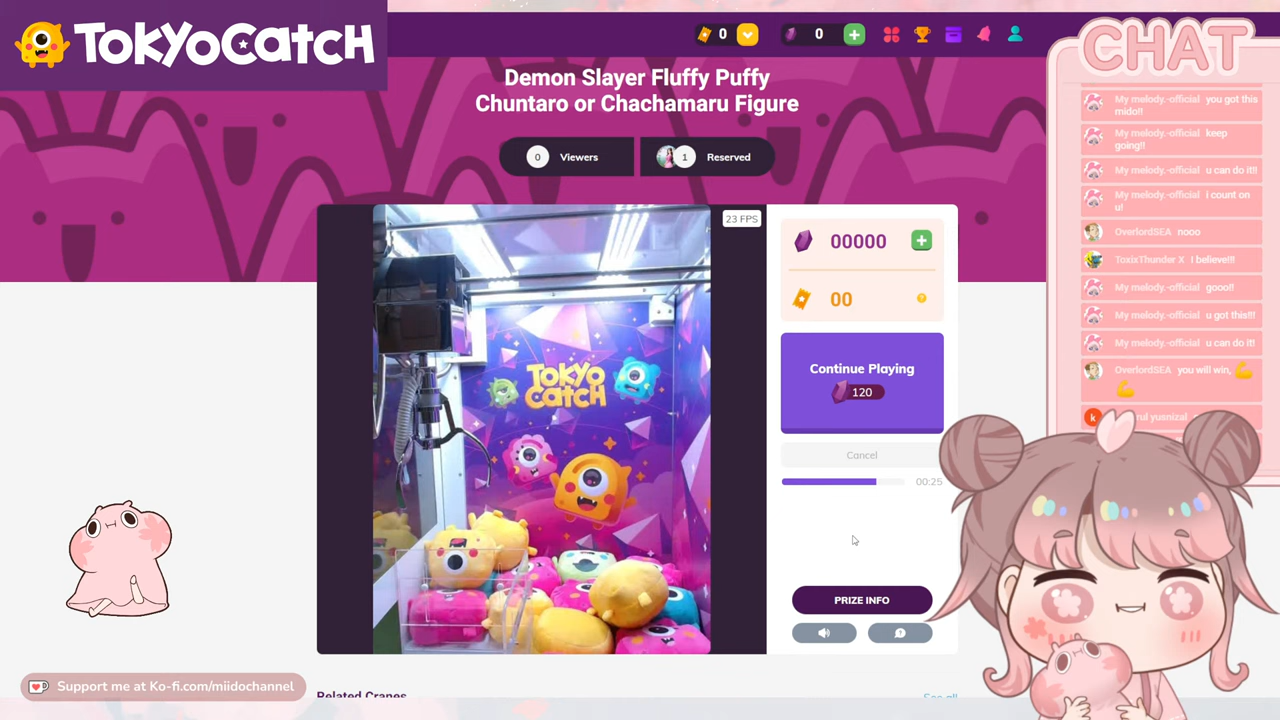 TOKYOCATCH
0
0
CHAT
Demon Slayer Fluffy Puffy
Chuntaro or Chachamaru Figure
0 Viewers
1 Reserved
23 FPS
00000
00
Continue Playing
120
Cancel
00:25
PRIZE INFO
TOKYO
CATCH
Related Cranes
See all
Support me at Ko-fi.com/miidochannel
My melody.-official you got this
mido!!
My melody.-official keep
going!!
My melody.-official u can do it!!
My melody.-official i count on
u!
OverlordSEA nooo
ToxixThunder X I believe!!!
My melody.-official gooo!!
My melody.-official u got this!!!
My melody.-official u can do it!
OverlordSEA you will win, 💪
💪
k
yusnizal